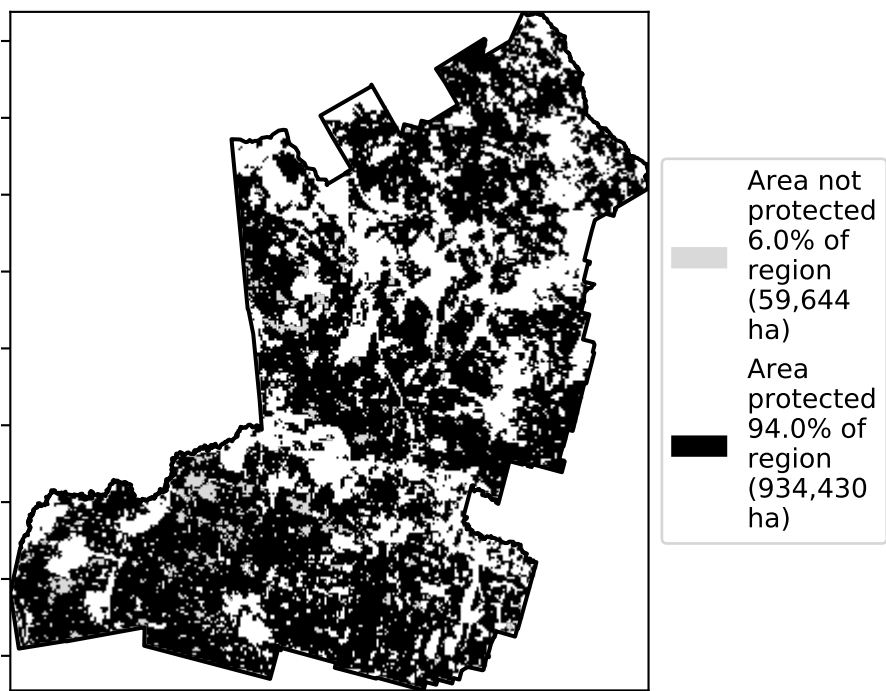 Area not
protected
6.0% of
region
(59,644
ha)
Area
protected
94.0% of
region
(934,430
ha)